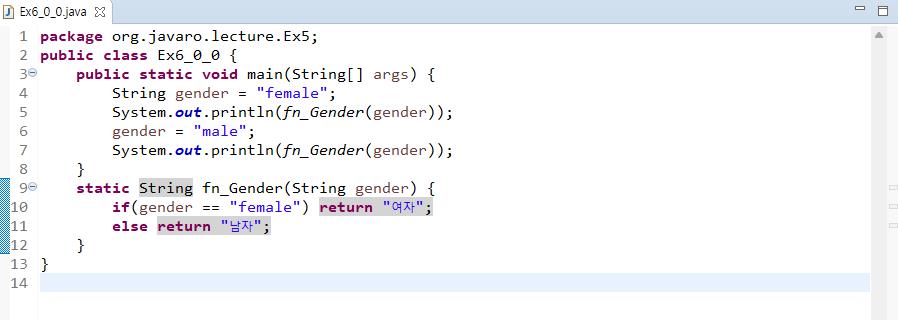 Ex6_0_0.java
1 package org.javaro.lecture.Ex5;
2 public class Ex6_0_0 {
3     public static void main(String[] args) {
4         String gender = "female";
5         System.out.println(fn_Gender(gender));
6         gender = "male";
7         System.out.println(fn_Gender(gender));
8     }
9     static String fn_Gender(String gender) {
10         if(gender == "female") return "여자";
11         else return "남자";
12     }
13 }
14